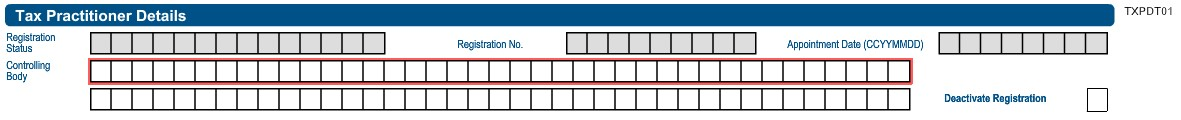 Tax Practitioner Details
TXPDT01
Registration Status
Registration No.
Appointment Date (CCYYMMDD)
Controlling Body
Deactivate Registration